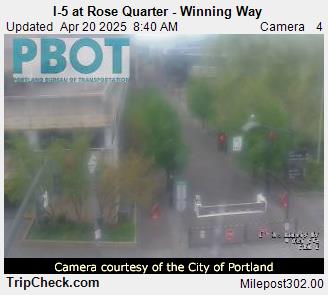 I-5 at Rose Quarter - Winning Way
Updated Apr 20 2025 8:40 AM Camera 4
PBOT
PORTLAND BUREAU OF TRANSPORTATION
Camera courtesy of the City of Portland
TripCheck.com Milepost302.00